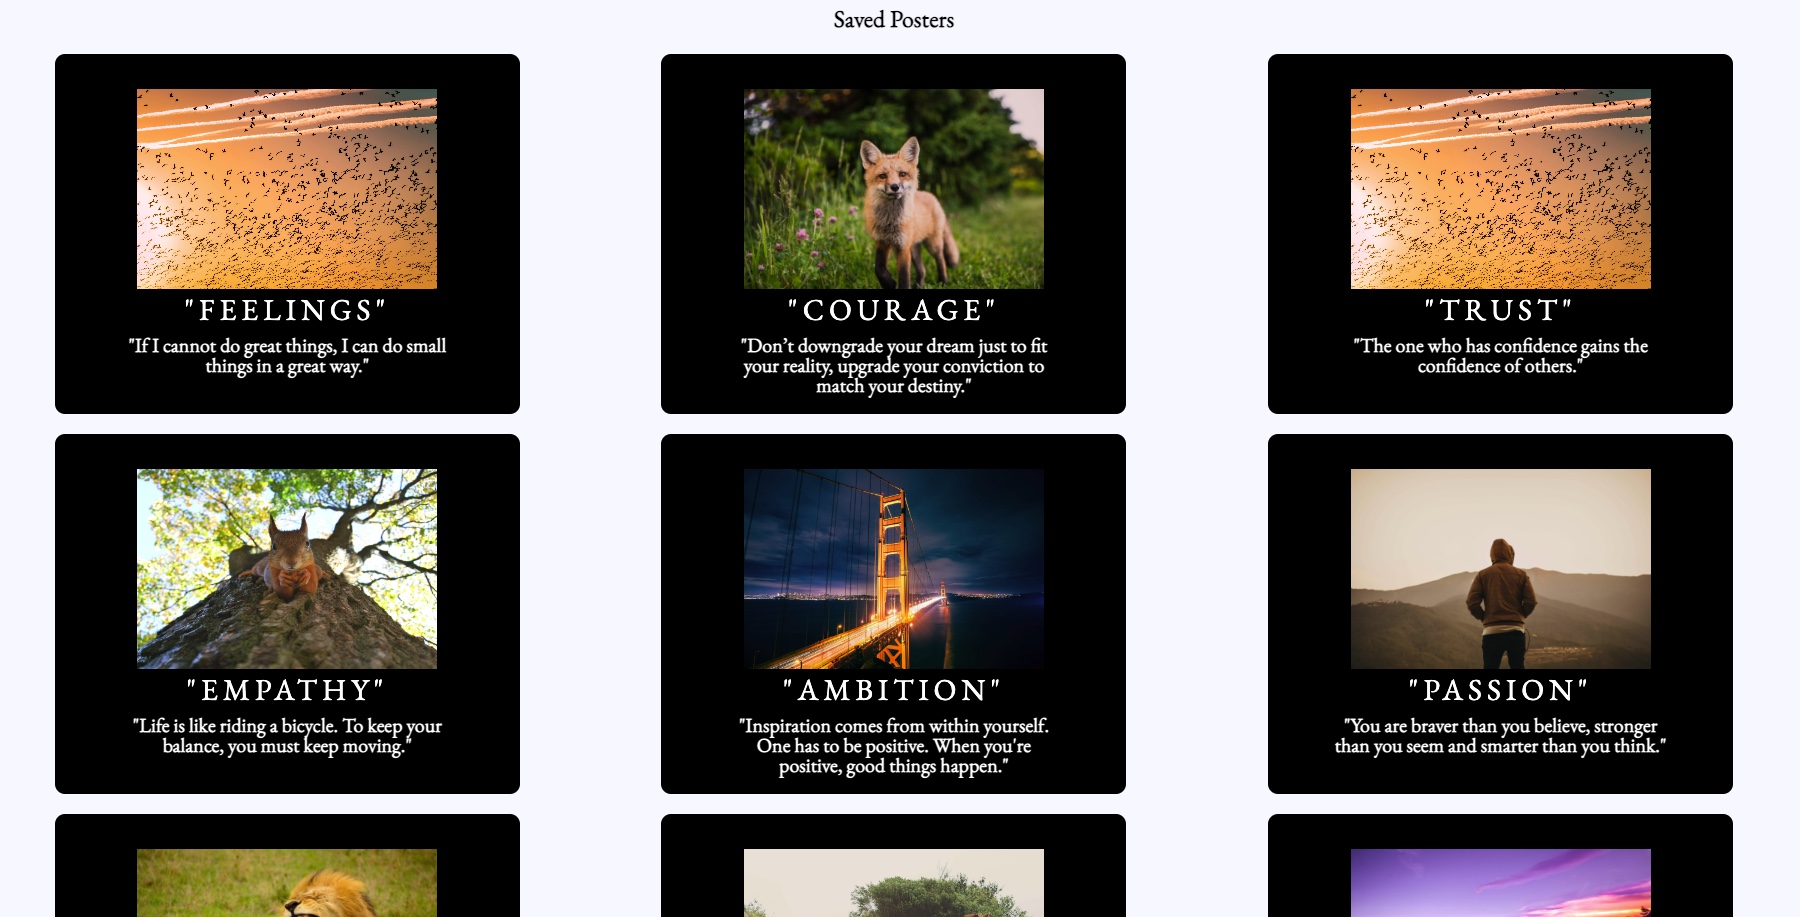 Saved Posters
"FEELINGS"
"If I cannot do great things, I can do small
things in a great way."
"COURAGE"
"Don’t downgrade your dream just to fit
your reality, upgrade your conviction to
match your destiny."
"TRUST"
"The one who has confidence gains the
confidence of others."
"EMPATHY"
"Life is like riding a bicycle. To keep your
balance, you must keep moving."
"AMBITION"
"Inspiration comes from within yourself.
One has to be positive. When you're
positive, good things happen."
"PASSION"
"You are braver than you believe, stronger
than you seem and smarter than you think."